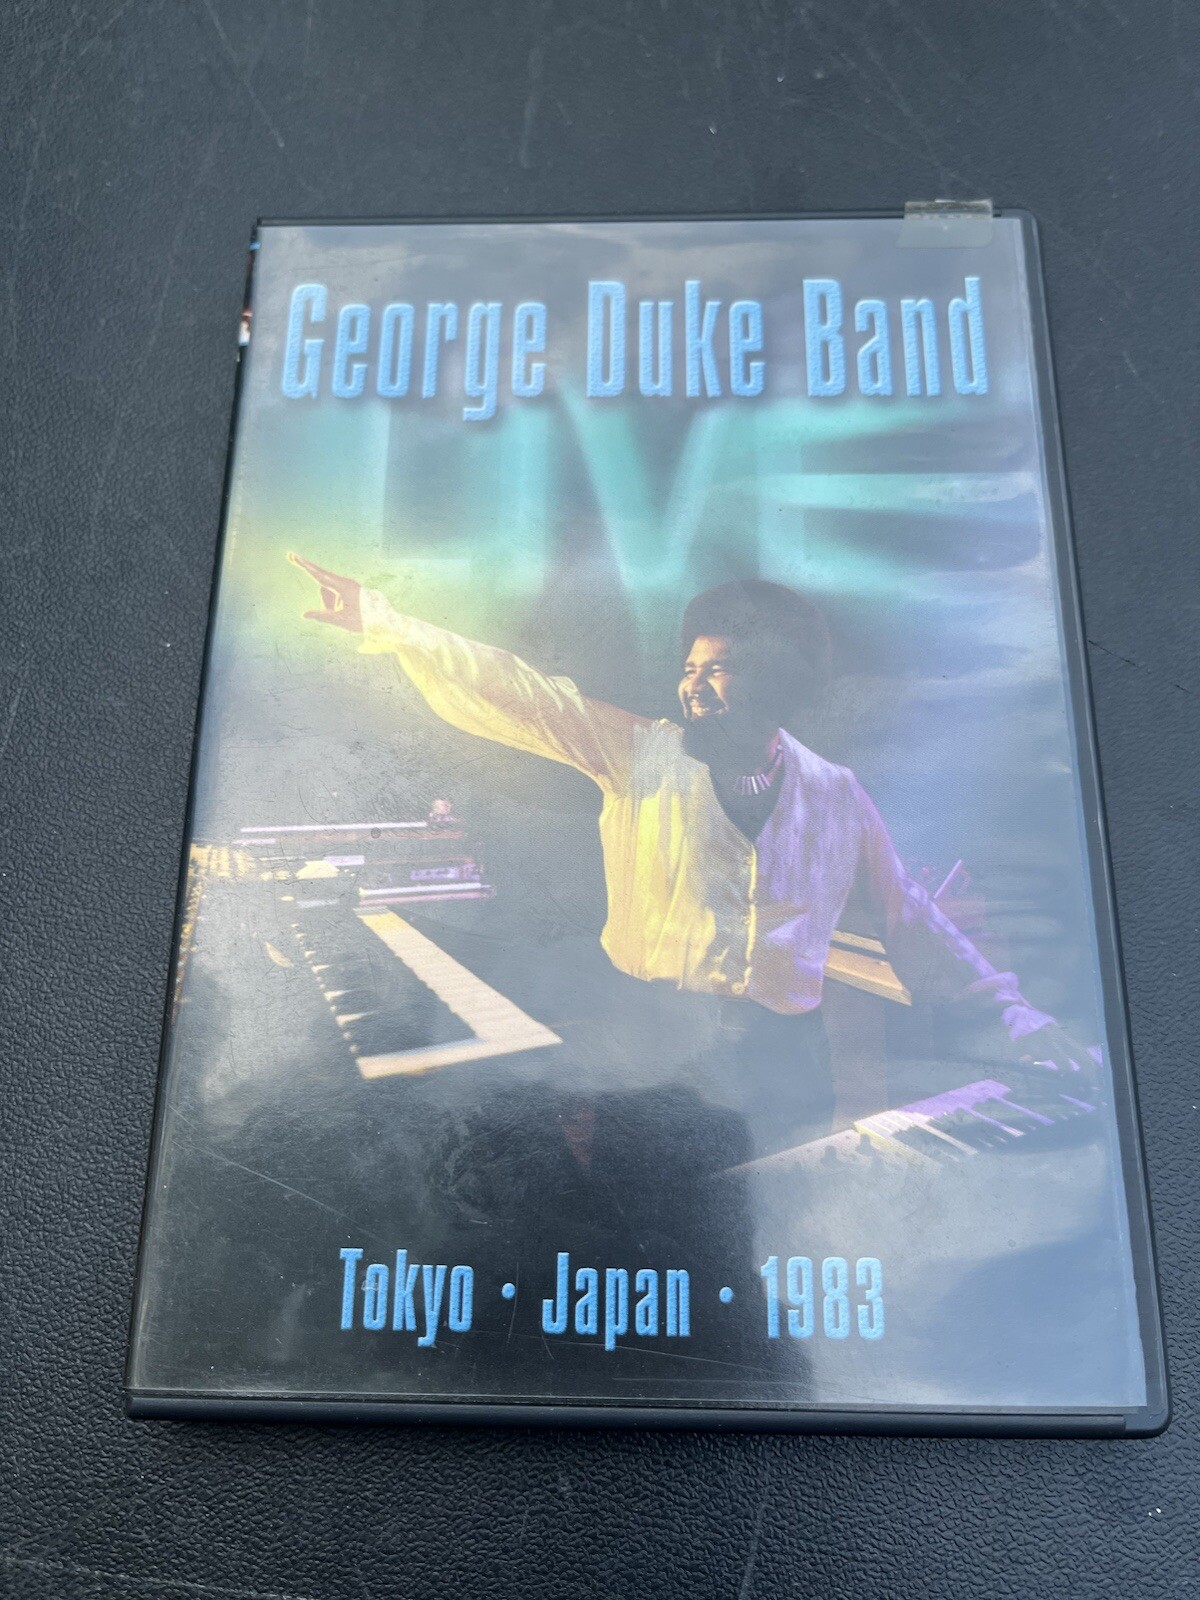 George Duke Band
LIVE
Tokyo · Japan · 1983